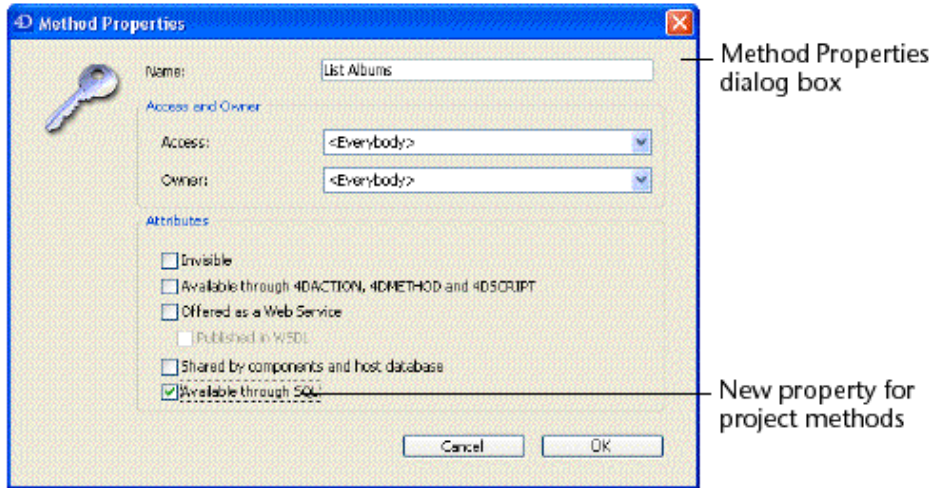 4D Method Properties
Name:
List Albums
Access and Owner
Access:
<Everybody>
Owner:
<Everybody>
Attributes
Invisible
Available through 4DACTION, 4DMETHOD and 4DSCRIPT
Offered as a Web Service
Published in WSDL
Shared by components and host database
Available through SQL
Cancel
OK
Method Properties
dialog box
New property for
project methods